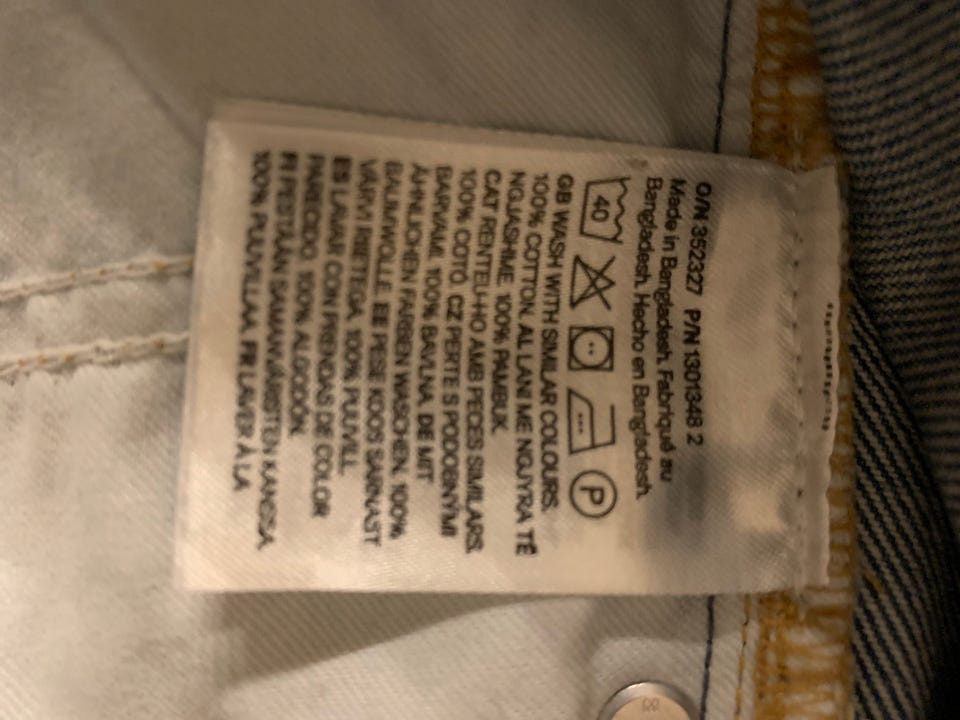 O/N 352327 P/N 1301348 2
Made in Bangladesh, Fabriqué au
Bangladesh, Hecho en Bangladesh.
40 P
GB WASH WITH SIMILAR COLOURS.
100% COTTON. AL LANI ME NGJYRA TË
NGJASHME. 100% PAMBUK.
CAT RENTEU-HO AMB PECES SIMILARS.
100% COTÓ. CZ PERTE S PODOBNÝMI
BARVAMI. 100% BAVLNA. DE MIT
ÄHNLICHEN FARBEN WASCHEN. 100%
BAUMWOLLE. EE PESE KOOS SARNAST
VÄRVI RIIETEGA. 100% PUUVILL.
ES LAVAR CON PRENDAS DE COLOR
PARECIDO. 100% ALGODÓN.
FI PESTÄÄN SAMANVÄRISTEN KANSSA.
100% PUUVILLAA. FR LAVER À LA